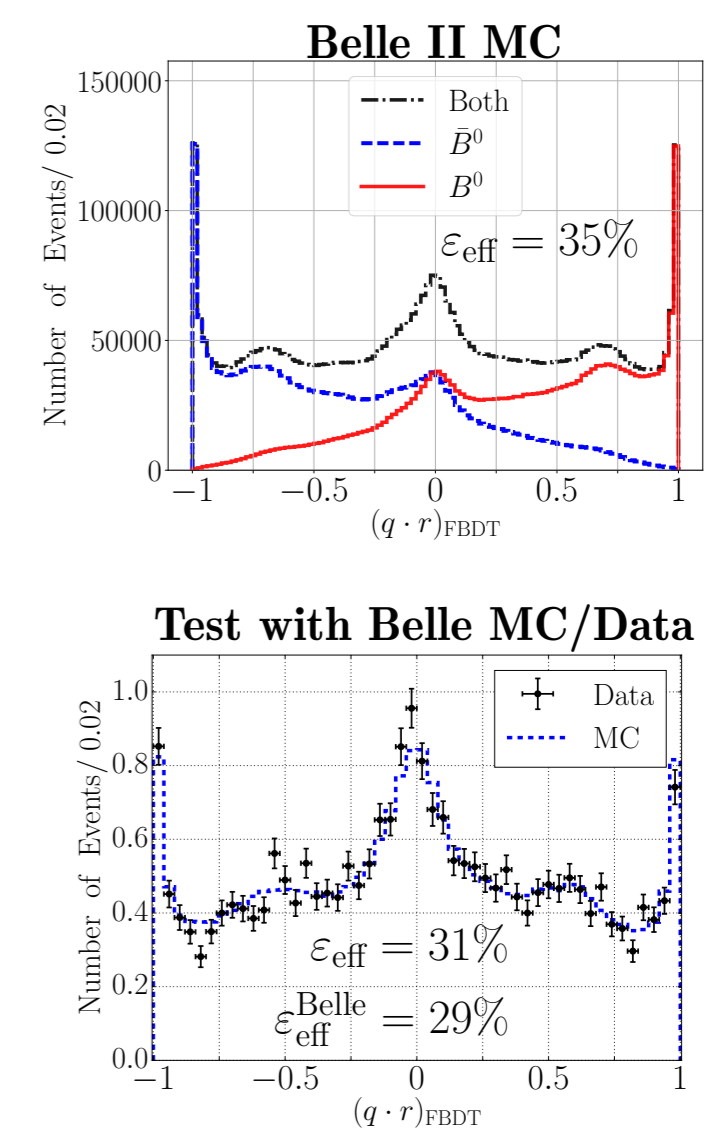 Belle II MC
Number of Events/ 0.02
150000
100000
50000
0
Both
B̄⁰
B⁰
ε_eff = 35%
−1 −0.5 0 0.5 1
(q · r)_FBDT
Test with Belle MC/Data
Number of Events/ 0.02
1.0
0.8
0.6
0.4
0.2
0.0
Data
MC
ε_eff = 31%
ε_eff^Belle = 29%
−1 −0.5 0 0.5 1
(q · r)_FBDT